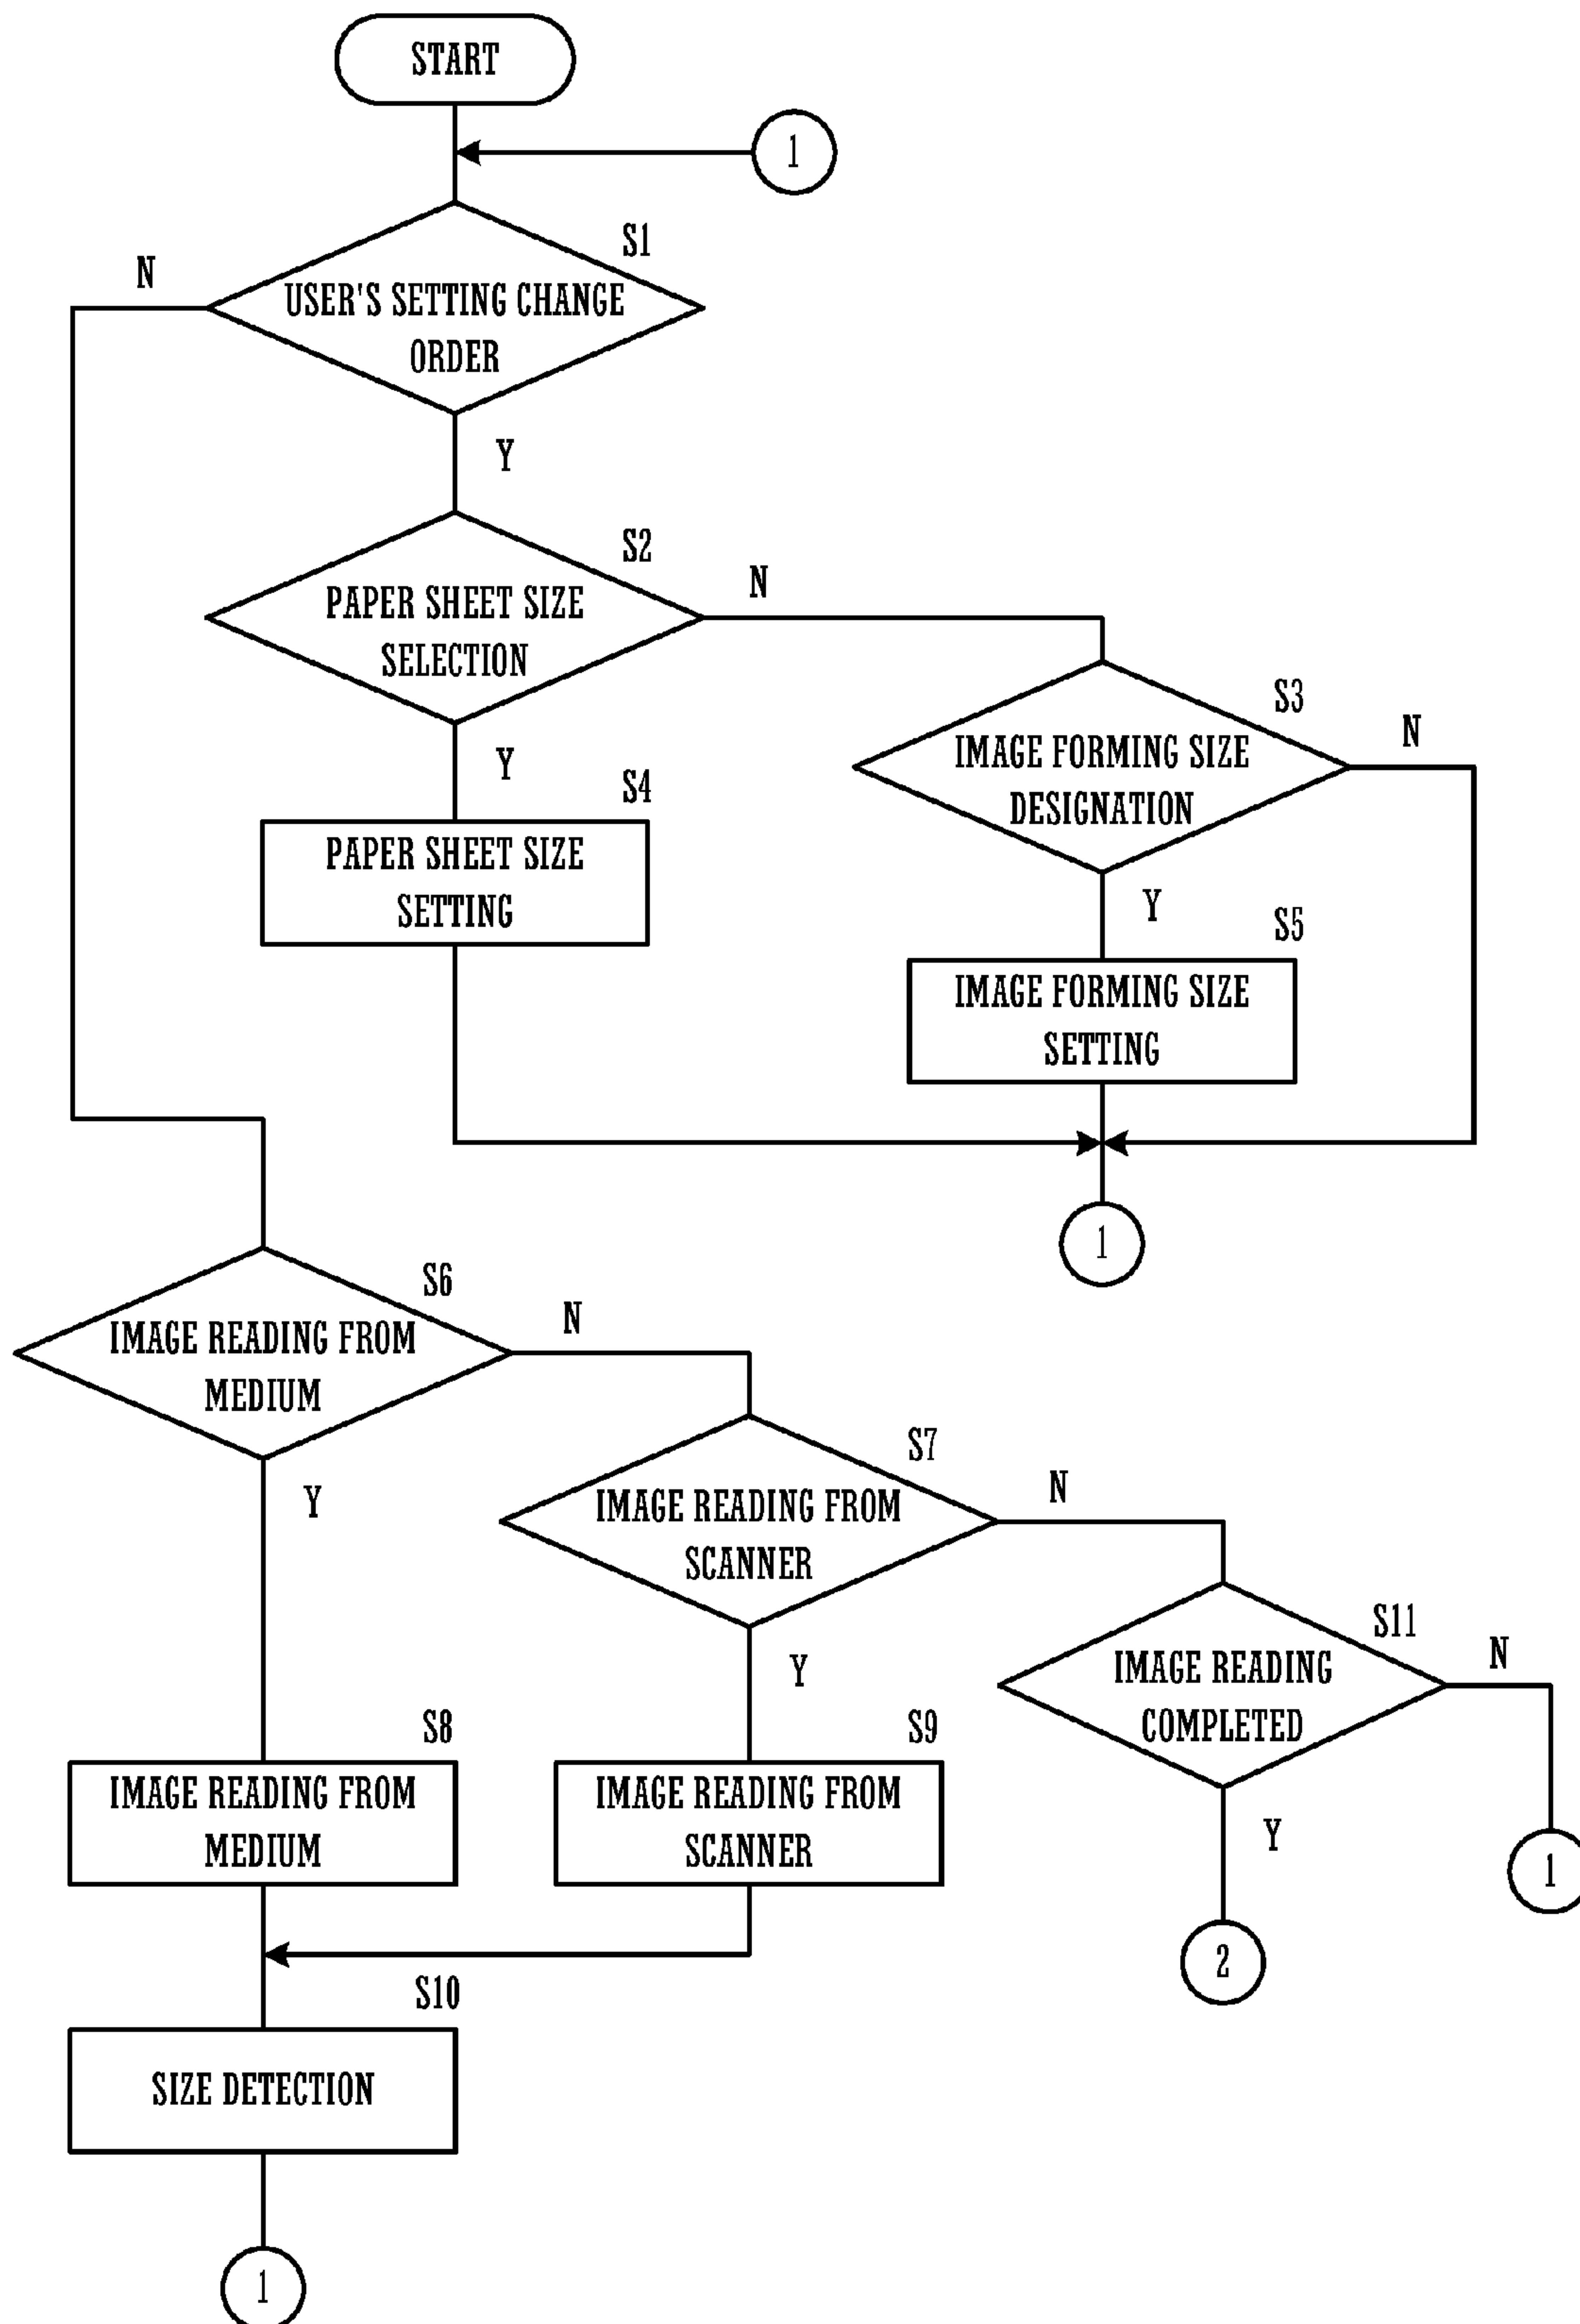 START
1
S1
N
USER'S SETTING CHANGE
ORDER
Y
S2
N
PAPER SHEET SIZE
SELECTION
S3
N
IMAGE FORMING SIZE
DESIGNATION
Y
S4
PAPER SHEET SIZE
SETTING
Y
S5
IMAGE FORMING SIZE
SETTING
1
S6
N
IMAGE READING FROM
MEDIUM
S7
N
Y
IMAGE READING FROM
SCANNER
S11
N
Y
IMAGE READING
COMPLETED
S8
S9
IMAGE READING FROM
MEDIUM
IMAGE READING FROM
SCANNER
Y
1
2
S10
SIZE DETECTION
1